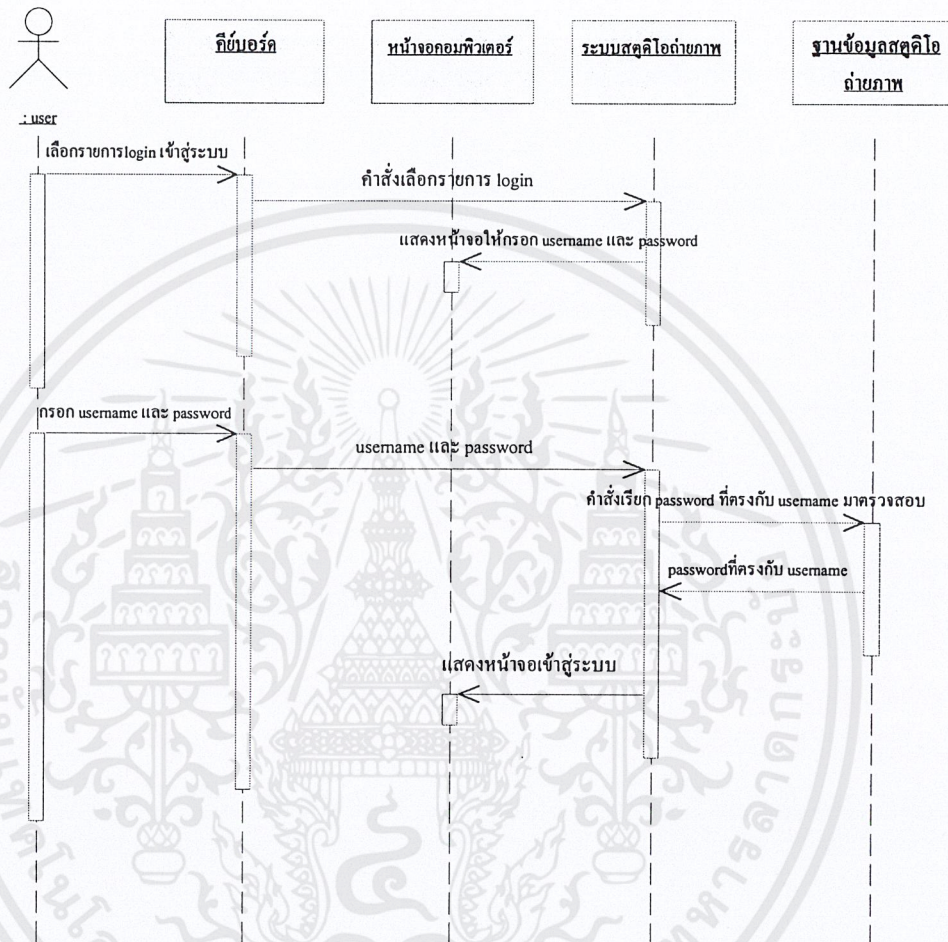 คีย์บอร์ด
หน้าจอคอมพิวเตอร์
ระบบสตูดิโอถ่ายภาพ
ฐานข้อมูลสตูดิโอ
ถ่ายภาพ
: user
เลือกรายการlogin เข้าสู่ระบบ
คำสั่งเลือกรายการ login
แสดงหน้าจอให้กรอก username และ password
กรอก username และ password
username และ password
คำสั่งเรียก password ที่ตรงกับ username มาตรวจสอบ
passwordที่ตรงกับ username
แสดงหน้าจอเข้าสู่ระบบ